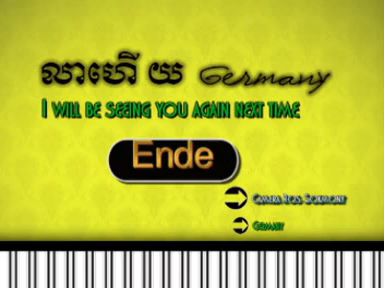 លាហើយ Germany
I will be seeing you again next time
Ende
Germany